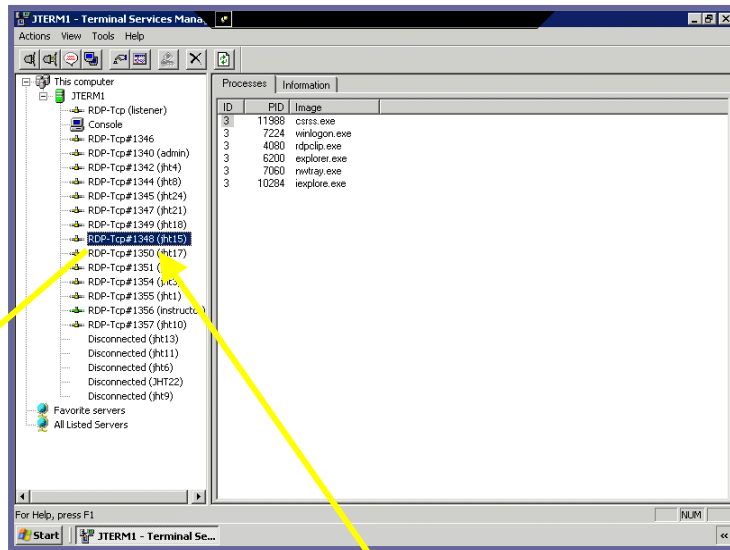 JTERM1 - Terminal Services Mana
Actions View Tools Help
This computer
JTERM1
RDP-Tcp (listener)
Console
RDP-Tcp#1346
RDP-Tcp#1340 (admin)
RDP-Tcp#1342 (jht4)
RDP-Tcp#1344 (jht8)
RDP-Tcp#1345 (jht24)
RDP-Tcp#1347 (jht21)
RDP-Tcp#1349 (jht18)
RDP-Tcp#1348 (jht15)
RDP-Tcp#1350 (jht17)
RDP-Tcp#1351
RDP-Tcp#1354
RDP-Tcp#1355 (jht1)
RDP-Tcp#1356 (instructor)
RDP-Tcp#1357 (jht10)
Disconnected (jht13)
Disconnected (jht11)
Disconnected (jht6)
Disconnected (JHT22)
Disconnected (jht9)
Favorite servers
All Listed Servers
Processes Information
ID PID Image
3 11988 csrss.exe
3 7224 winlogon.exe
3 4080 rdpclip.exe
3 6200 explorer.exe
3 7060 nwtray.exe
3 10284 iexplore.exe
For Help, press F1 NUM
Start JTERM1 - Terminal Se...